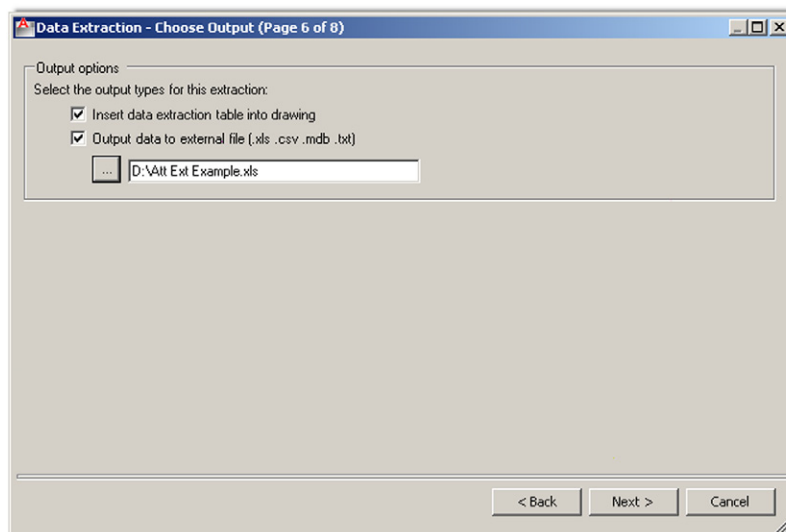 Data Extraction - Choose Output (Page 6 of 8)
Output options
Select the output types for this extraction:
Insert data extraction table into drawing
Output data to external file (.xls .csv .mdb .txt)
...
D:\Att Ext Example.xls
< Back Next > Cancel